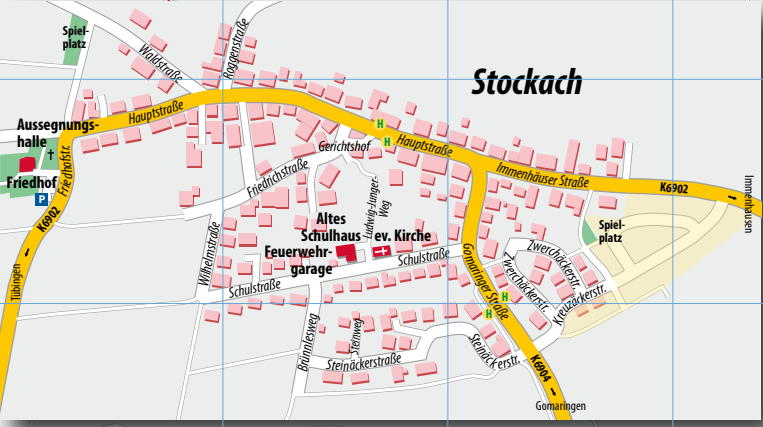 Spiel-
platz
Waldstraße
Roggenstraße
Stockach
Hauptstraße
Aussegnungs-
halle
Friedhof
P
Friedhofstr.
K6902
Tübingen
H
H
Hauptstraße
Gerichtshof
Friedrichstraße
Ludwig-Junger-
Weg
Immenhäuser Straße
K6902
Immenhausen
Altes
Schulhaus
ev. Kirche
Feuerwehr-
garage
Wilhelmstraße
Schulstraße
Schulstraße
Gomaringer Straße
Spiel-
platz
Zwerchäckerstr.
Zwerchäckerstr.
Kreuzäckerstr.
H
H
Brünnlesweg
Steinweg
Steinäckerstraße
Steinäckerstr.
K6904
Gomaringen